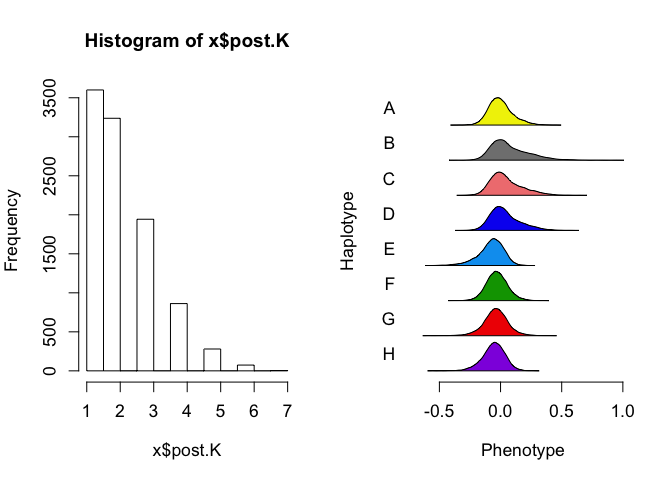 Histogram of x$post.K
Frequency
0
500
1500
2500
3500
1 2 3 4 5 6 7
x$post.K
Haplotype
A
B
C
D
E
F
G
H
-0.5 0.0 0.5 1.0
Phenotype